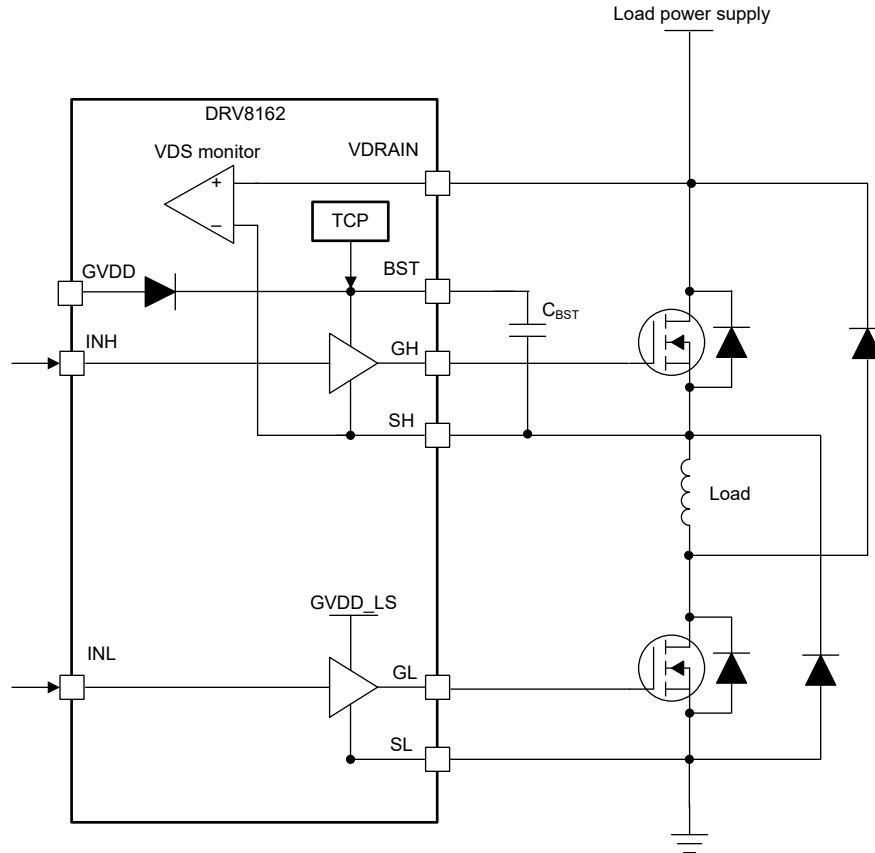 Load power supply
DRV8162
VDS monitor
VDRAIN
+
–
TCP
GVDD
BST
C_BST
INH
GH
SH
Load
GVDD_LS
INL
GL
SL